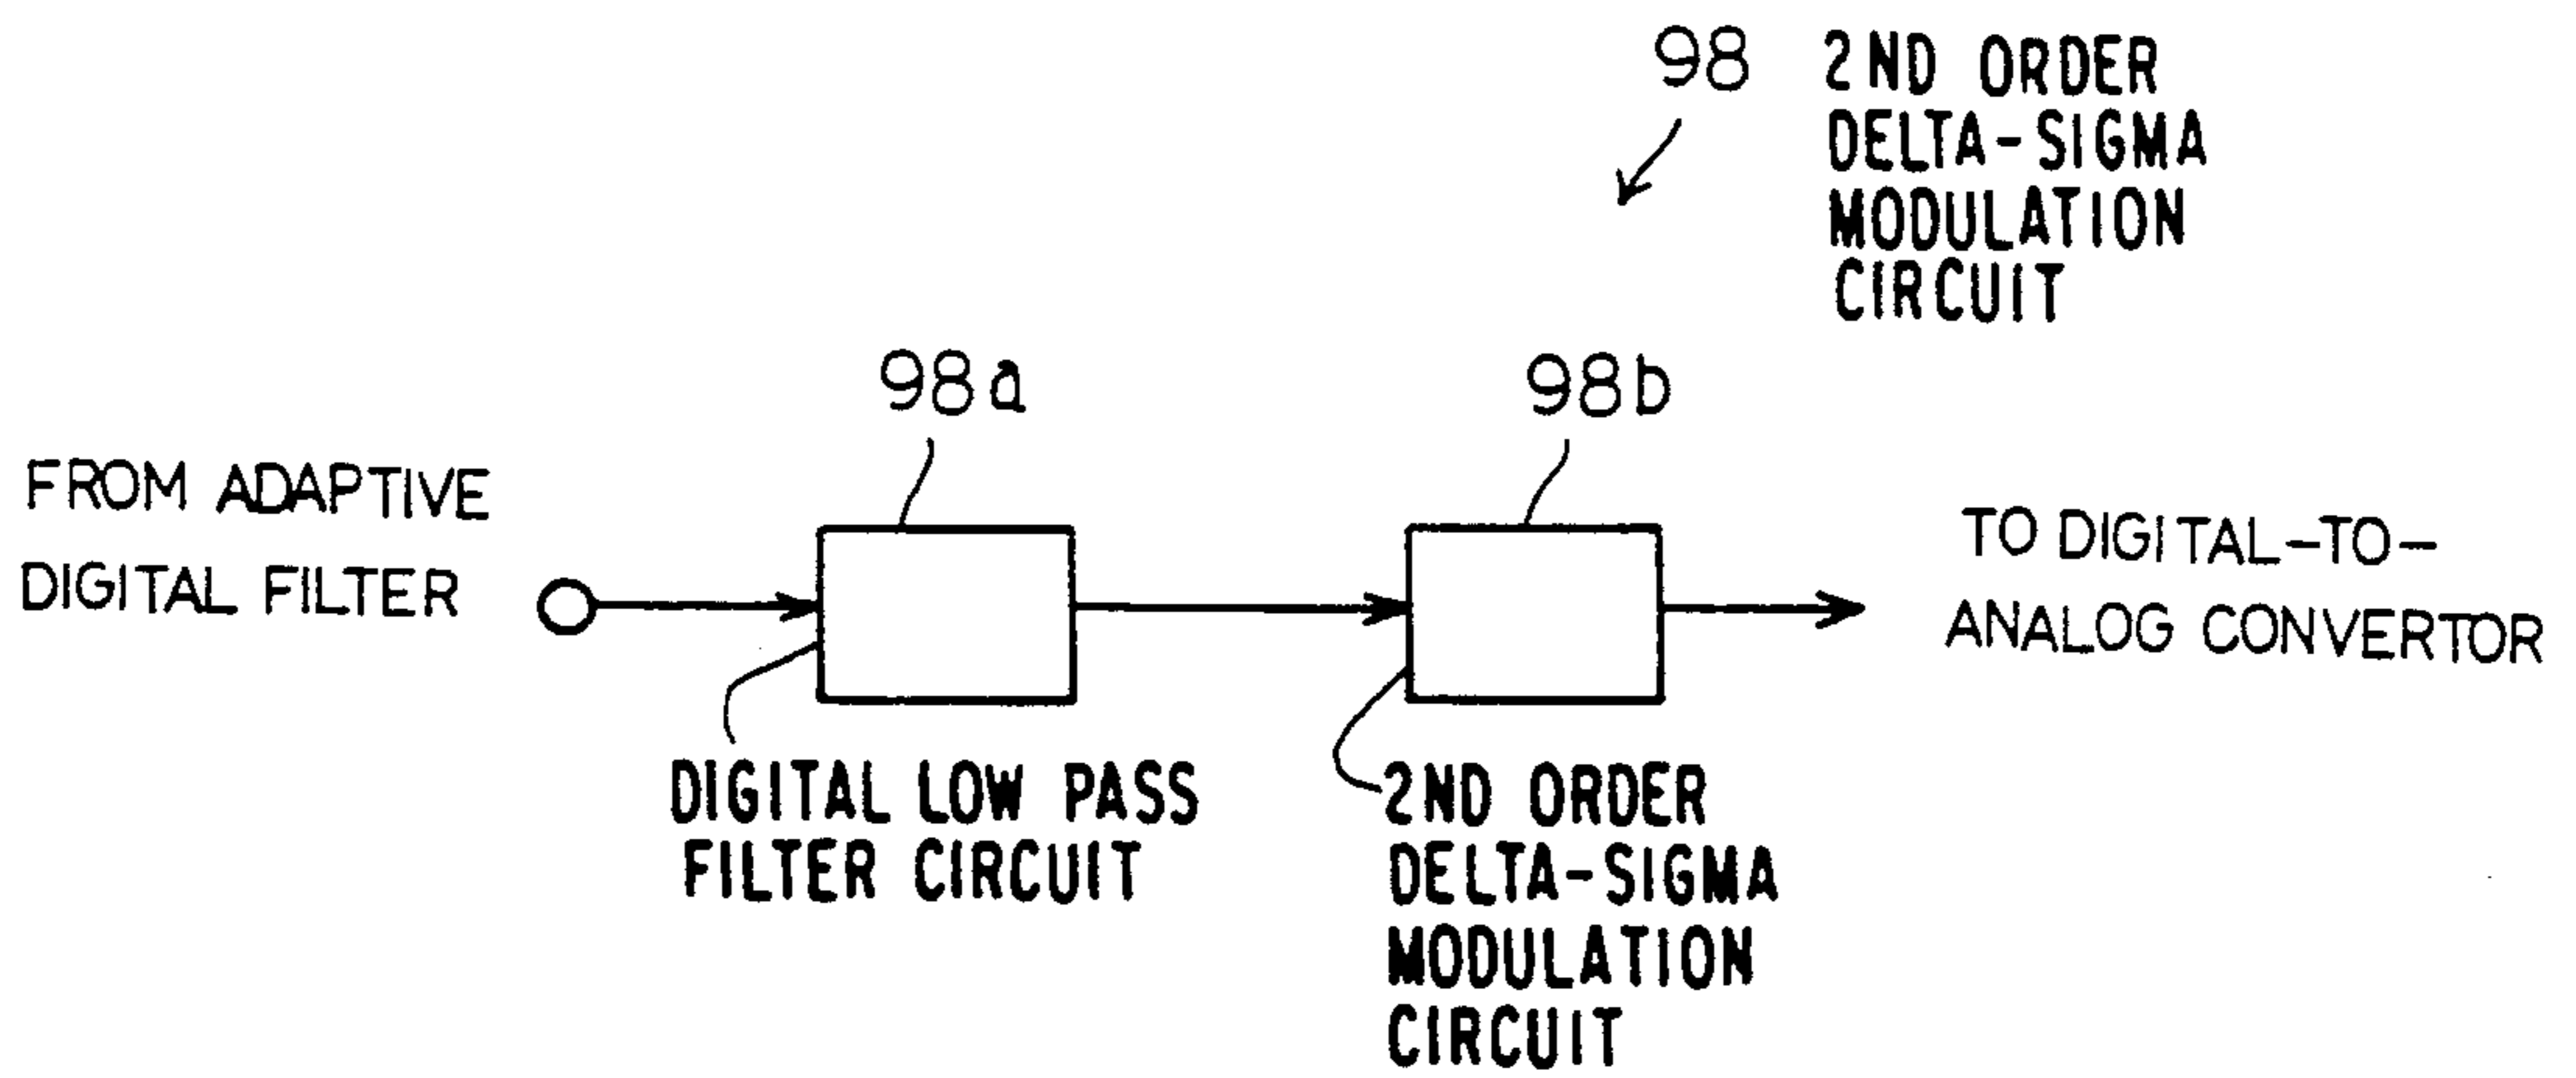 98 2ND ORDER
DELTA-SIGMA
MODULATION
CIRCUIT
98a
98b
FROM ADAPTIVE
DIGITAL FILTER
TO DIGITAL-TO-
ANALOG CONVERTOR
DIGITAL LOW PASS
FILTER CIRCUIT
2ND ORDER
DELTA-SIGMA
MODULATION
CIRCUIT